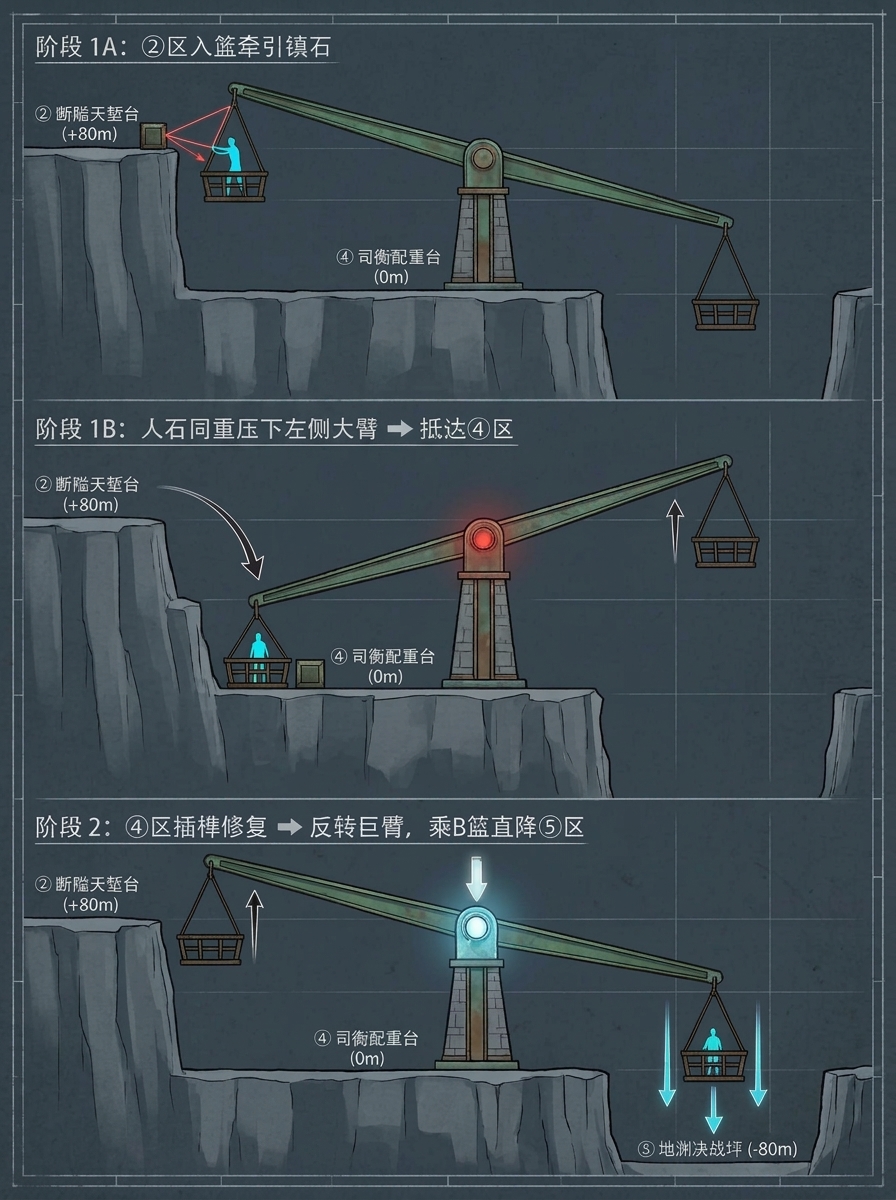 阶段 1A：②区入篮牵引镇石
② 断隘天堑台
(+80m)
④ 司衡配重台
(0m)
阶段 1B：人石同重压下左侧大臂 ➡ 抵达④区
② 断隘天堑台
(+80m)
④ 司衡配重台
(0m)
阶段 2：④区插榫修复 ➡ 反转巨臂，乘B篮直降⑤区
② 断隘天堑台
(+80m)
④ 司衡配重台
(0m)
⑤ 地渊决战坪 (-80m)